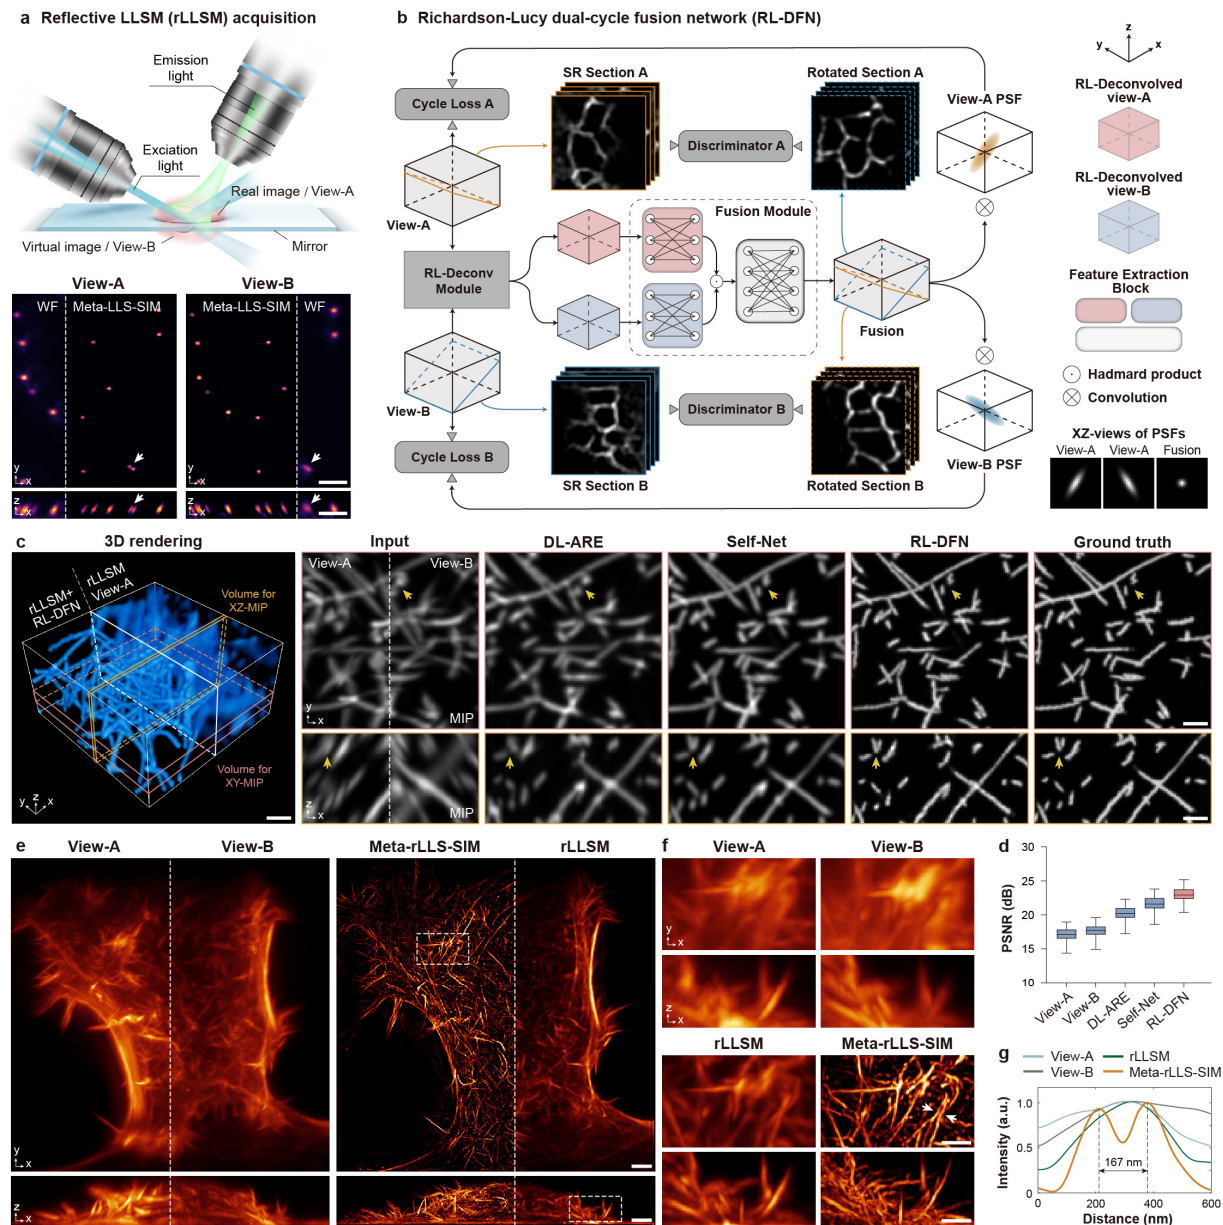 a Reflective LLSM (rLLSM) acquisition
Emission
light
Exciation
light
Real image / View-A
Virtual image / View-B
Mirror
View-A
View-B
WF
Meta-LLS-SIM
Meta-LLS-SIM
WF
y
x
z
x
b Richardson-Lucy dual-cycle fusion network (RL-DFN)
Cycle Loss A
SR Section A
Rotated Section A
View-A PSF
Discriminator A
View-A
Fusion Module
RL-Deconv
Module
Fusion
View-B
Discriminator B
Cycle Loss B
SR Section B
Rotated Section B
View-B PSF
z
y
x
RL-Deconvolved
view-A
RL-Deconvolved
view-B
Feature Extraction
Block
Hadmard product
Convolution
XZ-views of PSFs
View-A
View-A
Fusion
c 3D rendering
rLLSM+
RL-DFN
rLLSM
View-A
Volume for
XZ-MIP
Volume for
XY-MIP
y
z
x
Input
DL-ARE
Self-Net
RL-DFN
Ground truth
View-A
View-B
y
x
MIP
z
x
MIP
e View-A
View-B
Meta-rLLS-SIM
rLLSM
y
x
z
x
f View-A
View-B
y
x
z
x
rLLSM
Meta-rLLS-SIM
d
30
25
20
15
10
PSNR (dB)
View-A
View-B
DL-ARE
Self-Net
RL-DFN
g
View-A
rLLSM
View-B
Meta-rLLS-SIM
1.0
0.5
0
Intensity (a.u.)
167 nm
0
200
400
600
Distance (nm)